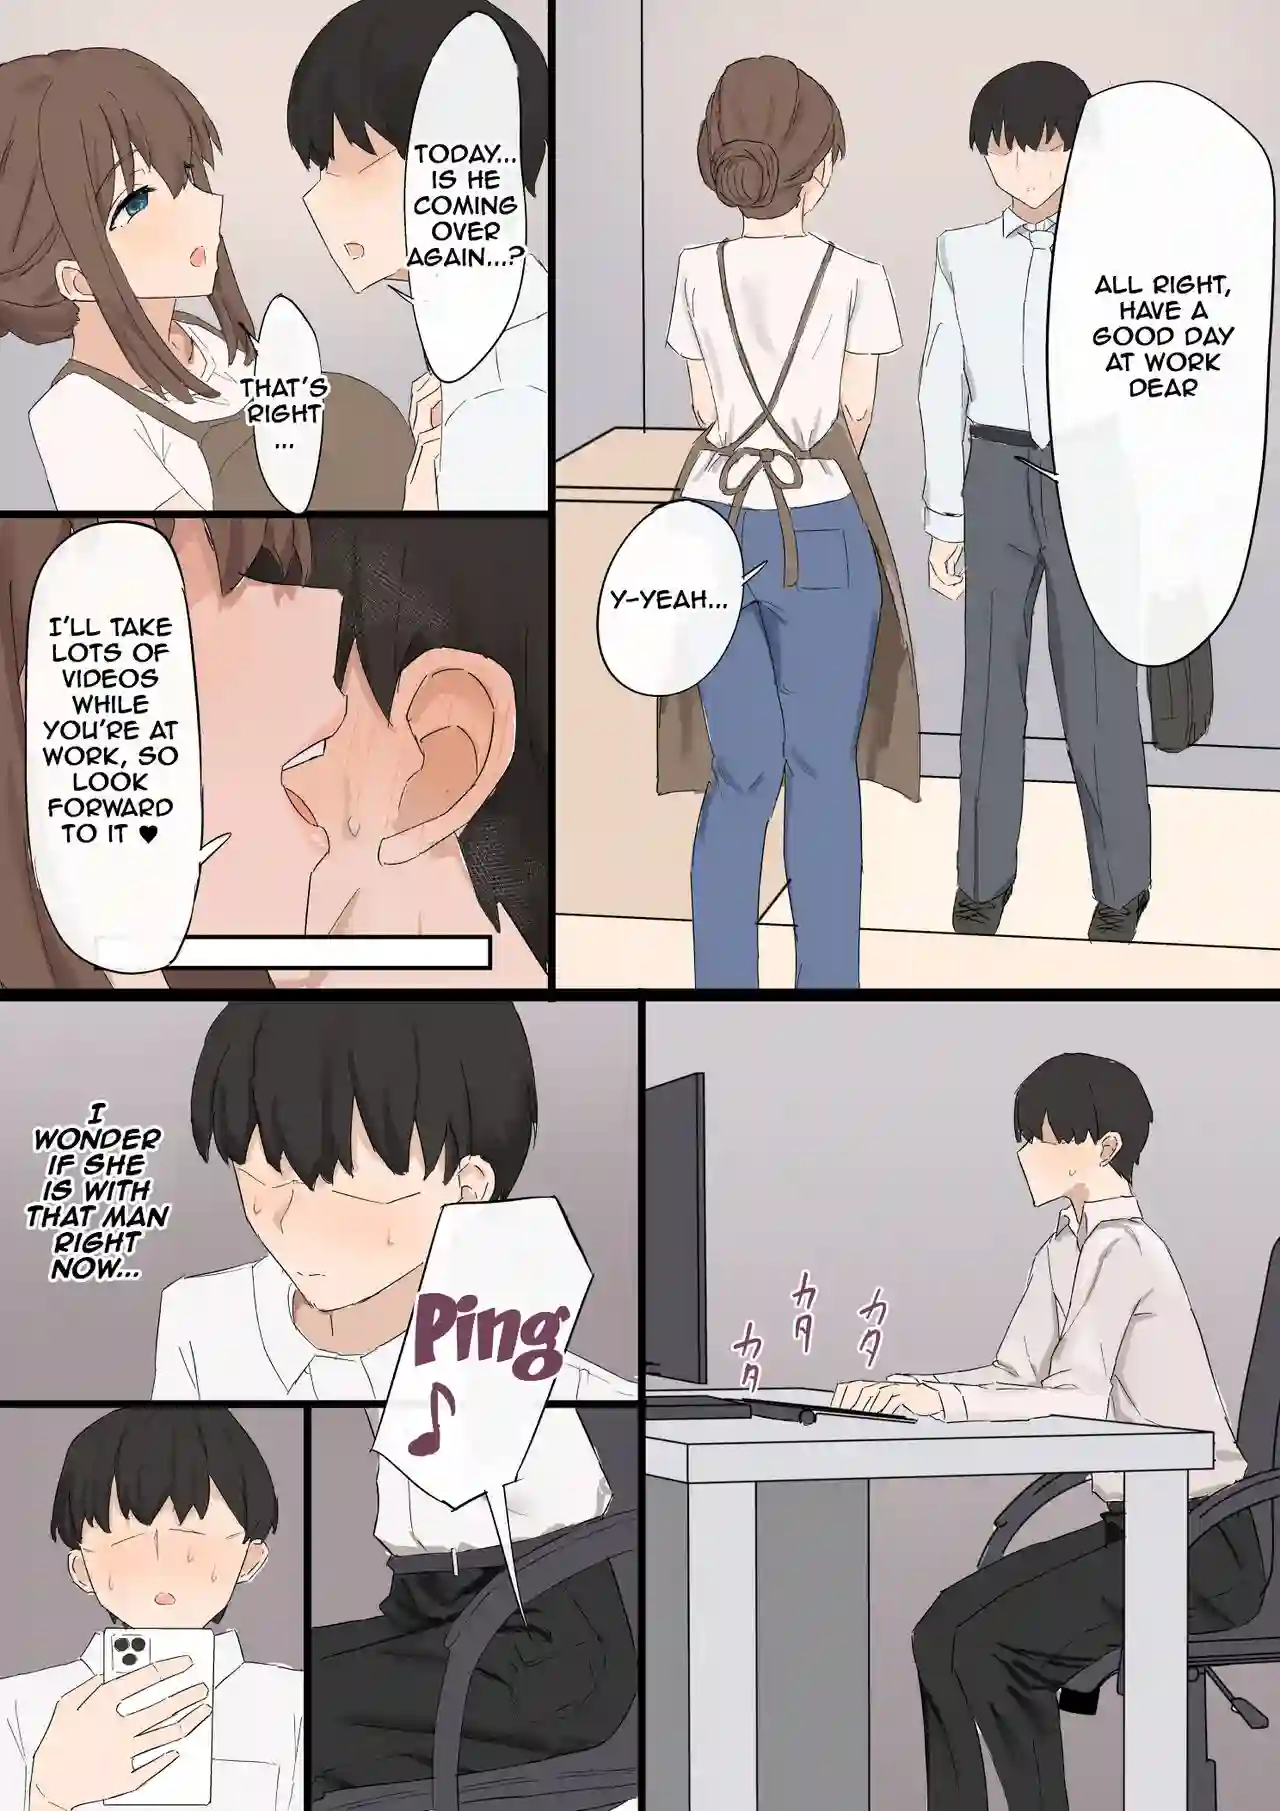 ALL RIGHT,
HAVE A
GOOD DAY
AT WORK
DEAR
Y-YEAH...
TODAY...
IS HE
COMING
OVER
AGAIN...?
THAT'S
RIGHT
...
I'LL TAKE
LOTS OF
VIDEOS
WHILE
YOU'RE AT
WORK, SO
LOOK
FORWARD
TO IT ♥
カタ
カタ
カタ
I
WONDER
IF SHE
IS WITH
THAT MAN
RIGHT
NOW...
Ping
♪